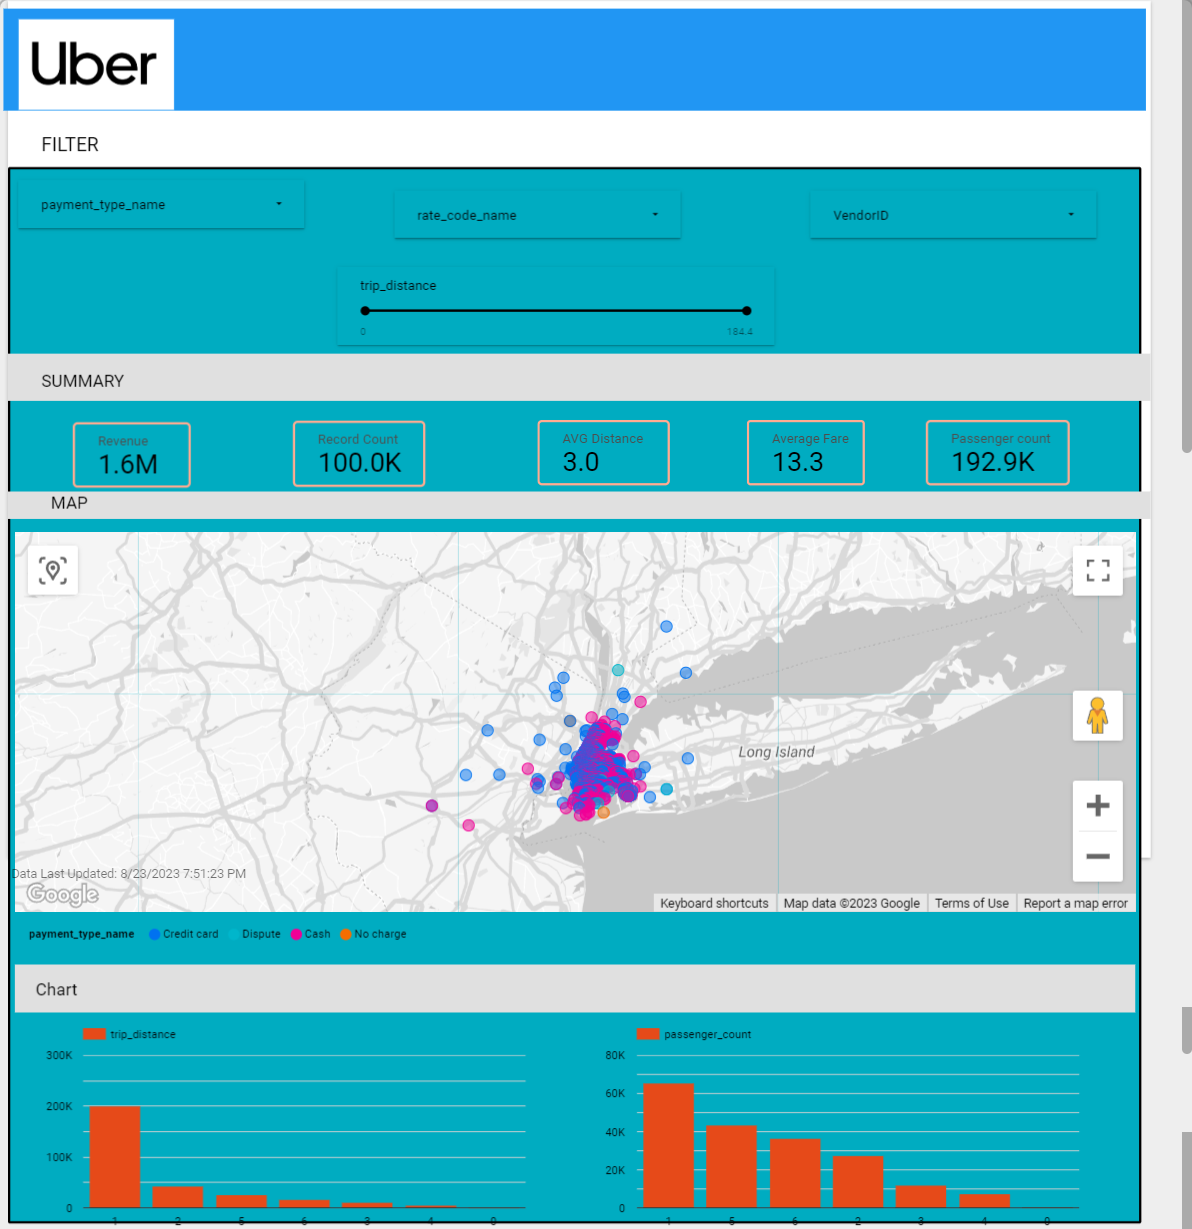 Uber
FILTER
payment_type_name
rate_code_name
VendorID
trip_distance
0 184.4
SUMMARY
Revenue
1.6M
Record Count
100.0K
AVG Distance
3.0
Average Fare
13.3
Passenger count
192.9K
MAP
Long Island
Data Last Updated: 8/23/2023 7:51:23 PM
Google
Keyboard shortcuts Map data ©2023 Google Terms of Use Report a map error
payment_type_name Credit card Dispute Cash No charge
Chart
trip_distance
300K
200K
100K
0
1 2 5 6 3 4 0
passenger_count
80K
60K
40K
20K
0
1 5 6 2 3 4 0